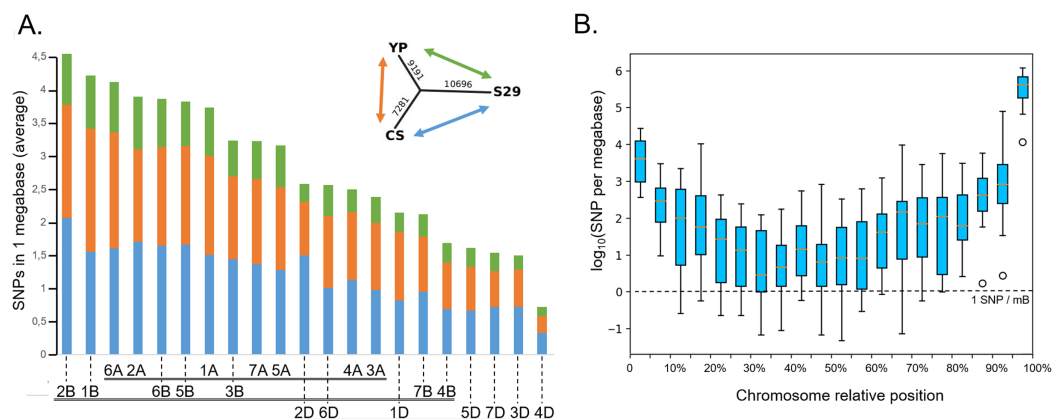 A.
SNPs in 1 megabase (average)
4,5
4
3,5
3
2,5
2
1,5
1
0,5
0
YP
9191
10696
S29
7281
CS
6A 2A 1A 7A 5A 4A 3A
2B 1B 6B 5B 3B 7B 4B
2D 6D 1D 5D 7D 3D 4D
B.
log10(SNP per megabase)
6
5
4
3
2
1
0
−1
1 SNP / mB
0 10% 20% 30% 40% 50% 60% 70% 80% 90% 100%
Chromosome relative position